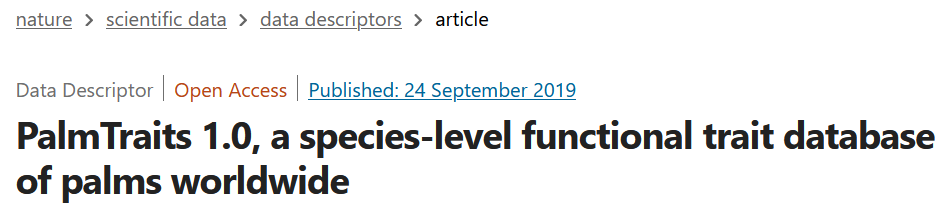 nature > scientific data > data descriptors > article
Data Descriptor | Open Access | Published: 24 September 2019
PalmTraits 1.0, a species-level functional trait database
of palms worldwide